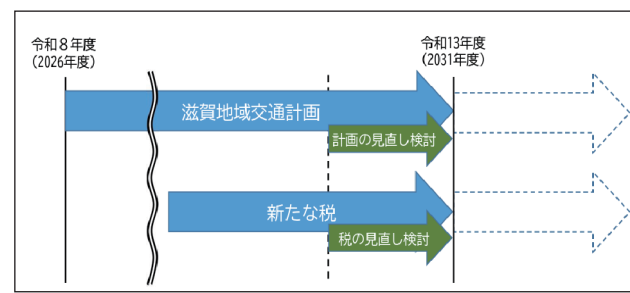 令和８年度
（2026年度）
令和13年度
（2031年度）
滋賀地域交通計画
計画の見直し検討
新たな税
税の見直し検討